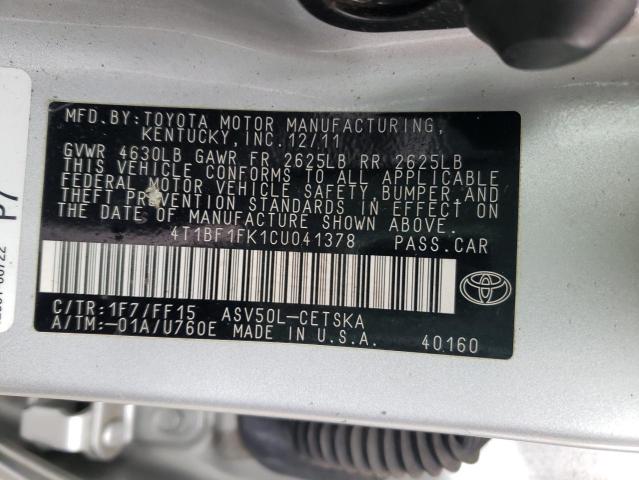 MFD.BY:TOYOTA MOTOR MANUFACTURING,
KENTUCKY, INC. 12/11
GVWR 4630LB GAWR FR 2625LB RR 2625LB
THIS VEHICLE CONFORMS TO ALL APPLICABLE
FEDERAL MOTOR VEHICLE SAFETY, BUMPER, AND
THEFT PREVENTION STANDARDS IN EFFECT ON
THE DATE OF MANUFACTURE SHOWN ABOVE.
4T1BF1FK1CU041378 PASS.CAR
C/TR:1F7/FF15 ASV50L-CETSKA
A/TM:-01A/U760E MADE IN U.S.A. 40160
P7